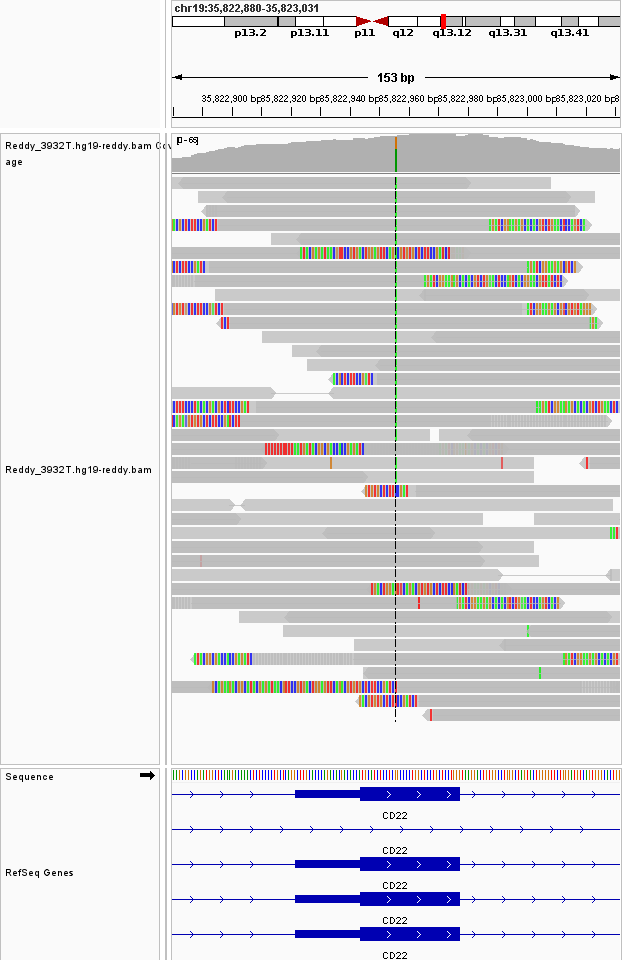 chr19:35,822,880-35,823,031
p13.2 p13.11 p11 q12 q13.12 q13.31 q13.41
153 bp
35,822,900 bp 35,822,920 bp 35,822,940 bp 35,822,960 bp 35,822,980 bp 35,823,000 bp 35,823,020 bp
Reddy_3932T.hg19-reddy.bam Cov
age
Reddy_3932T.hg19-reddy.bam
Sequence
CD22
CD22
RefSeq Genes
CD22
CD22
CD22